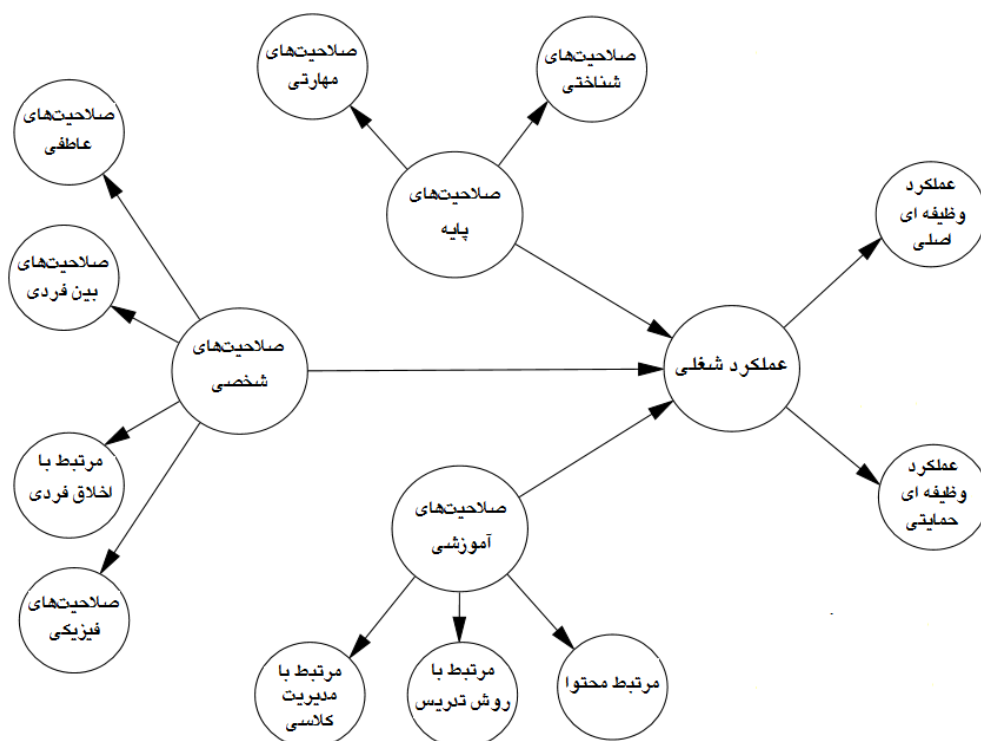 صلاحیت‌های
شناختی
صلاحیت‌های
مهارتی
صلاحیت‌های
عاطفی
صلاحیت‌های
پایه
عملکرد
وظیفه ای
اصلی
صلاحیت‌های
بین فردی
صلاحیت‌های
شخصی
عملکرد شغلی
مرتبط با
اخلاق فردی
عملکرد
وظیفه ای
حمایتی
صلاحیت‌های
آموزشی
صلاحیت‌های
فیزیکی
مرتبط محتوا
مرتبط با
روش تدریس
مرتبط با
مدیریت
کلاسی